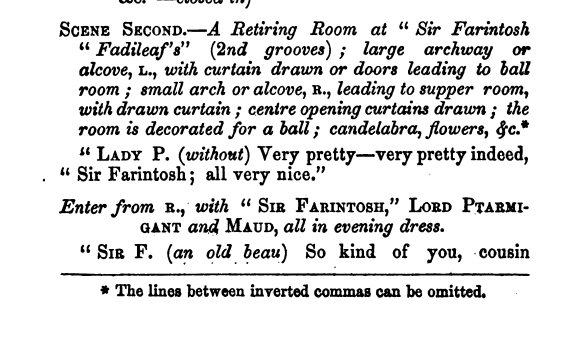 &c. —closed in)
SCENE SECOND.—A Retiring Room at "Sir Farintosh
"Fadileaf's" (2nd grooves); large archway or
alcove, L., with curtain drawn or doors leading to ball
room; small arch or alcove, R., leading to supper room,
with drawn curtain; centre opening curtains drawn; the
room is decorated for a ball; candelabra, flowers, &c.*
"LADY P. (without) Very pretty—very pretty indeed,
"Sir Farintosh; all very nice."
Enter from R., with "SIR FARINTOSH," LORD PTARMI-
GANT and MAUD, all in evening dress.
"SIR F. (an old beau) So kind of you, cousin
* The lines between inverted commas can be omitted.